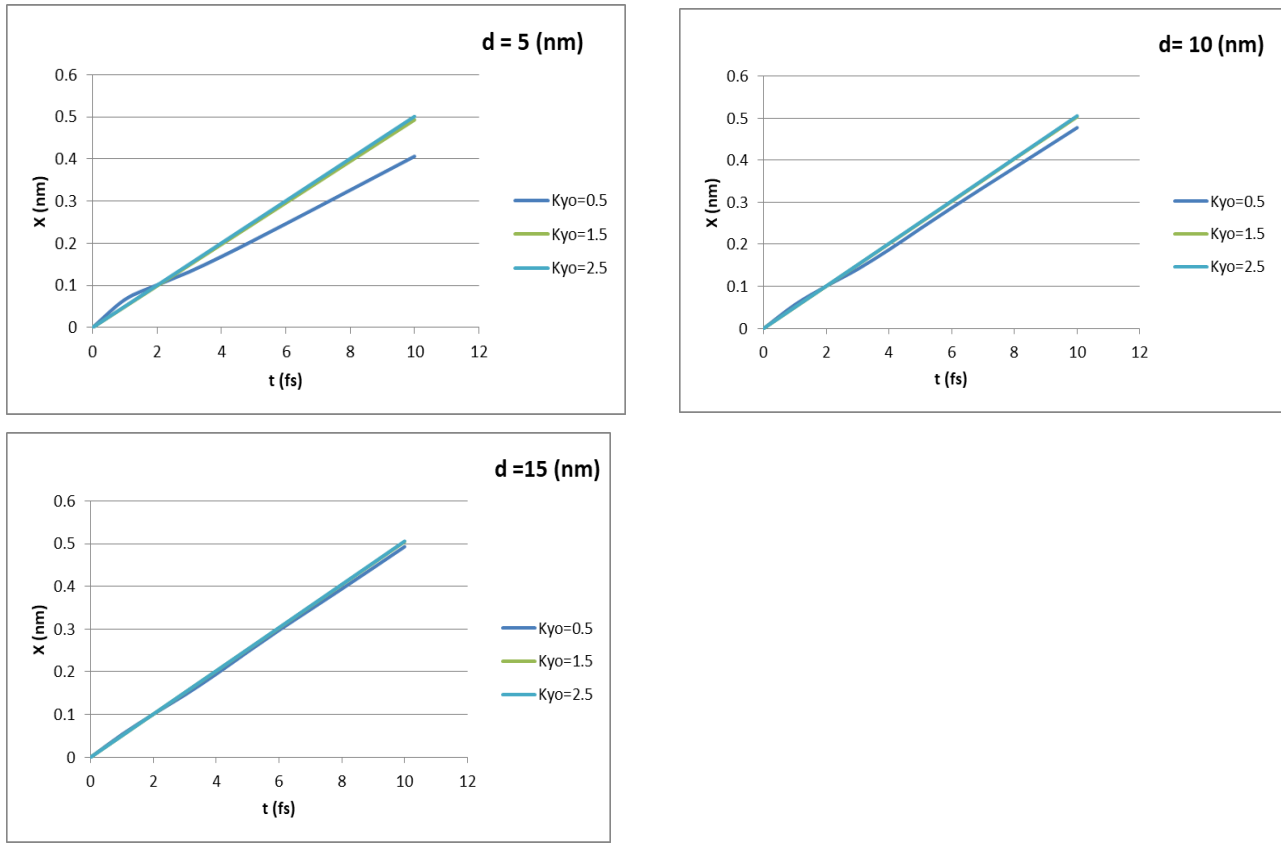 d = 5 (nm)
0.6
0.5
0.4
0.3
0.2
0.1
0
X (nm)
0 2 4 6 8 10 12
t (fs)
Kyo=0.5
Kyo=1.5
Kyo=2.5
d= 10 (nm)
0.6
0.5
0.4
0.3
0.2
0.1
0
X (nm)
0 2 4 6 8 10 12
t (fs)
Kyo=0.5
Kyo=1.5
Kyo=2.5
d =15 (nm)
0.6
0.5
0.4
0.3
0.2
0.1
0
X (nm)
0 2 4 6 8 10 12
t (fs)
Kyo=0.5
Kyo=1.5
Kyo=2.5